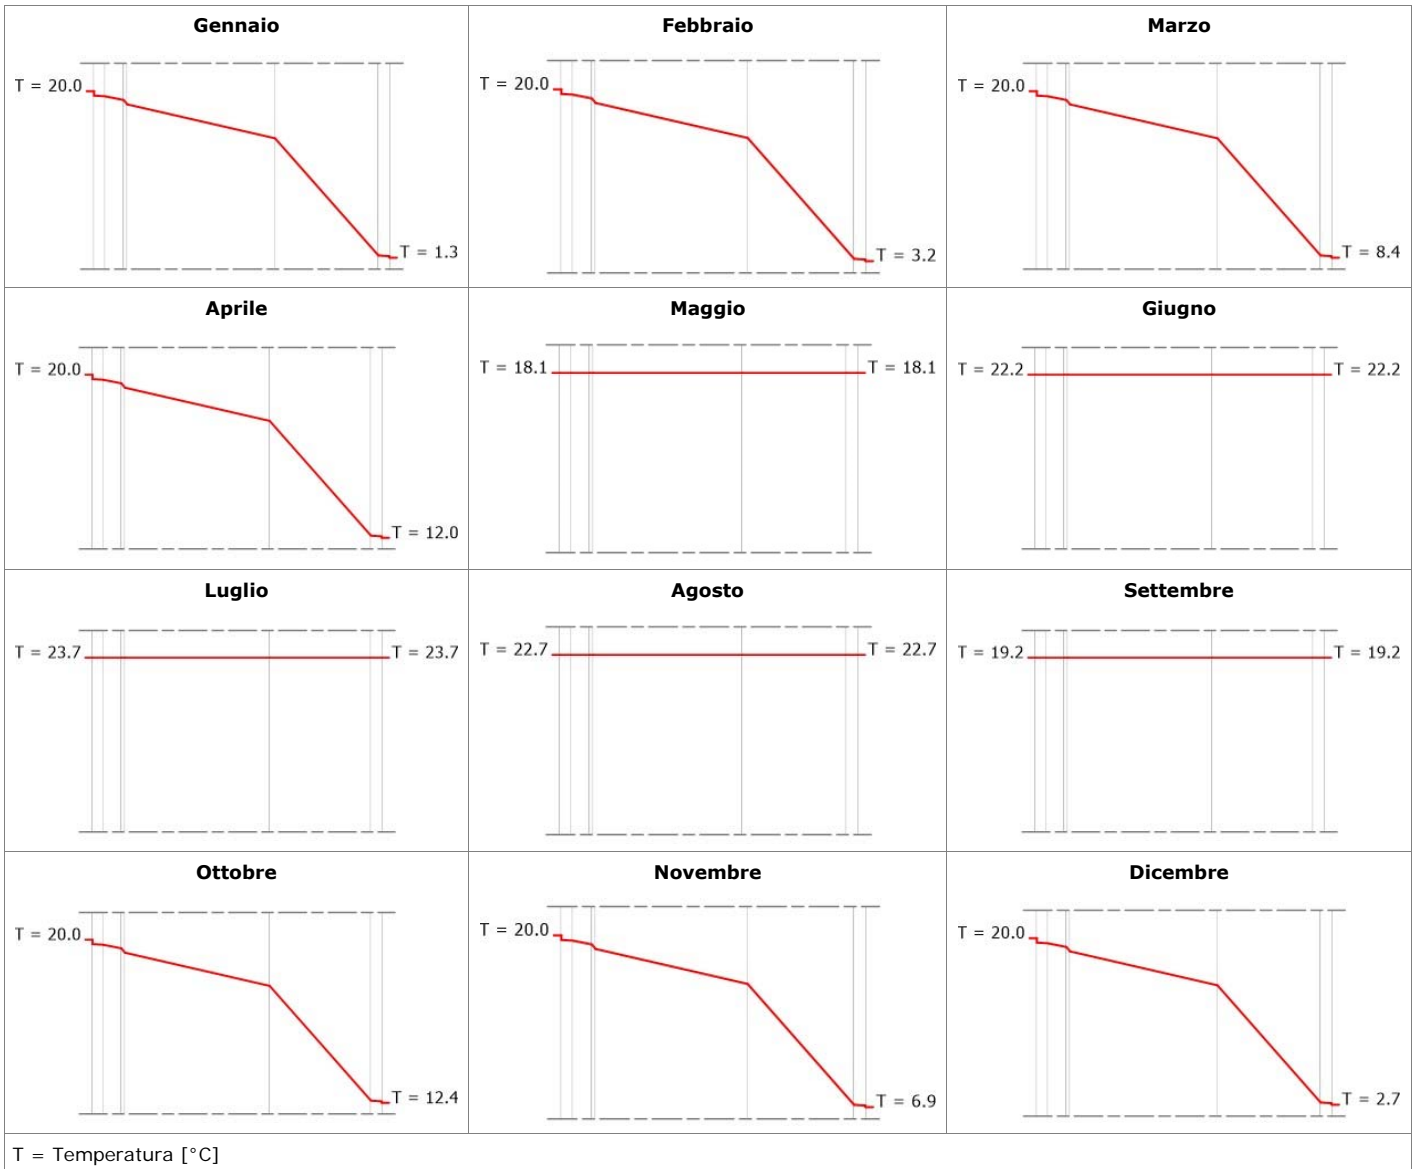 Gennaio
T = 20.0
T = 1.3
Febbraio
T = 20.0
T = 3.2
Marzo
T = 20.0
T = 8.4
Aprile
T = 20.0
T = 12.0
Maggio
T = 18.1
T = 18.1
Giugno
T = 22.2
T = 22.2
Luglio
T = 23.7
T = 23.7
Agosto
T = 22.7
T = 22.7
Settembre
T = 19.2
T = 19.2
Ottobre
T = 20.0
T = 12.4
Novembre
T = 20.0
T = 6.9
Dicembre
T = 20.0
T = 2.7
T = Temperatura [°C]